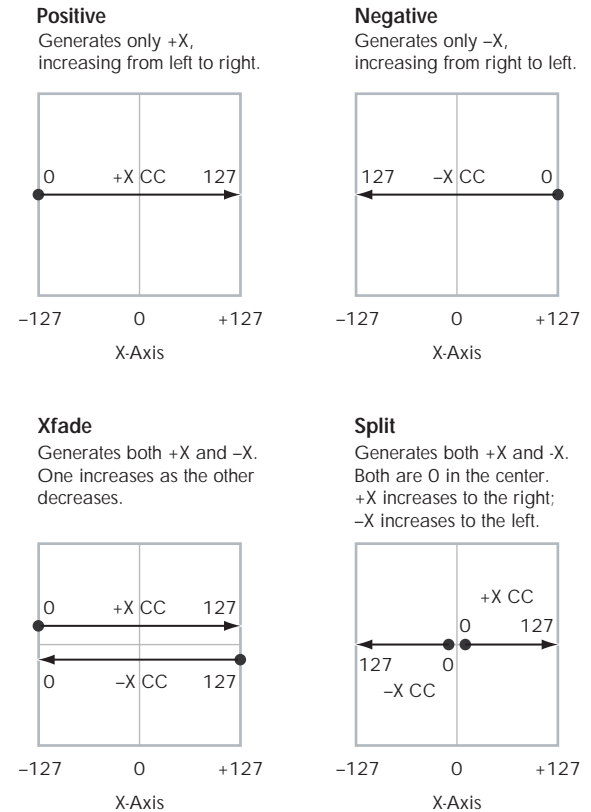 Positive
Generates only +X,
increasing from left to right.
0 +X CC 127
–127 0 +127
X-Axis
Negative
Generates only –X,
increasing from right to left.
127 –X CC 0
–127 0 +127
X-Axis
Xfade
Generates both +X and –X.
One increases as the other
decreases.
0 +X CC 127
0 –X CC 127
–127 0 +127
X-Axis
Split
Generates both +X and -X.
Both are 0 in the center.
+X increases to the right;
–X increases to the left.
+X CC
0 127
127 0
–X CC
–127 0 +127
X-Axis